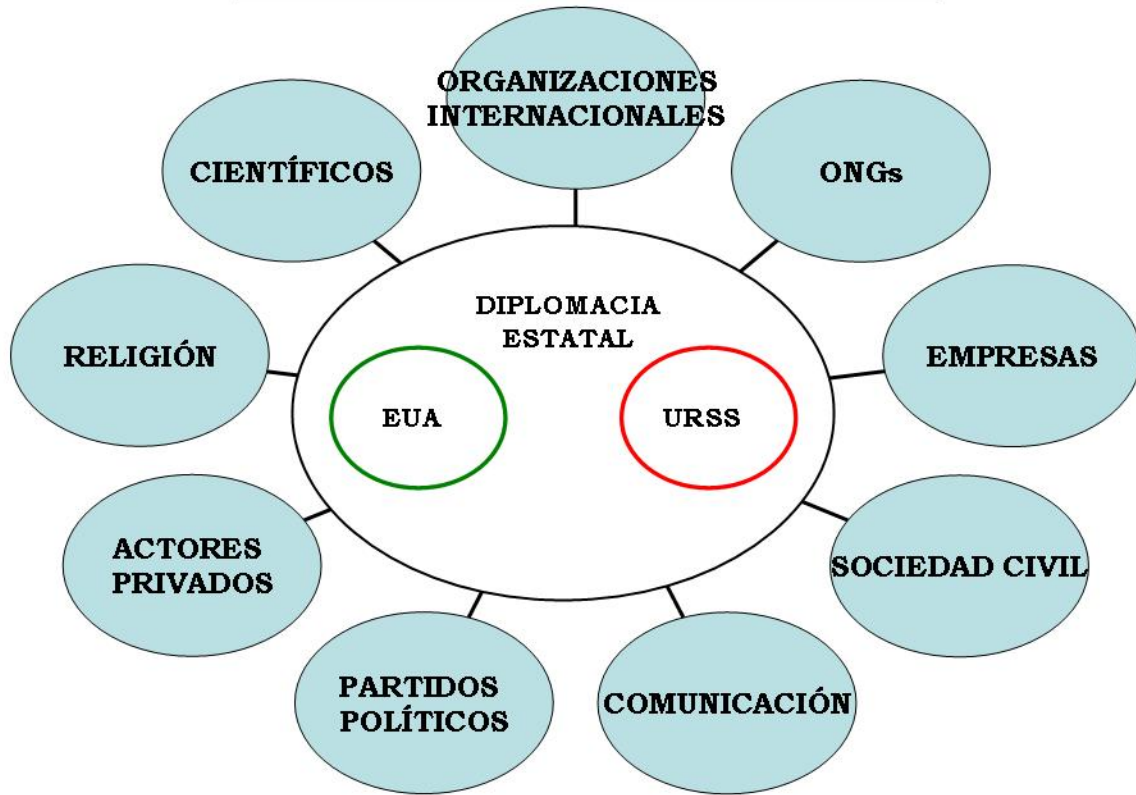 ORGANIZACIONES
INTERNACIONALES
CIENTÍFICOS
ONGs
RELIGIÓN
DIPLOMACIA
ESTATAL
EMPRESAS
EUA
URSS
ACTORES
PRIVADOS
SOCIEDAD CIVIL
PARTIDOS
POLÍTICOS
COMUNICACIÓN